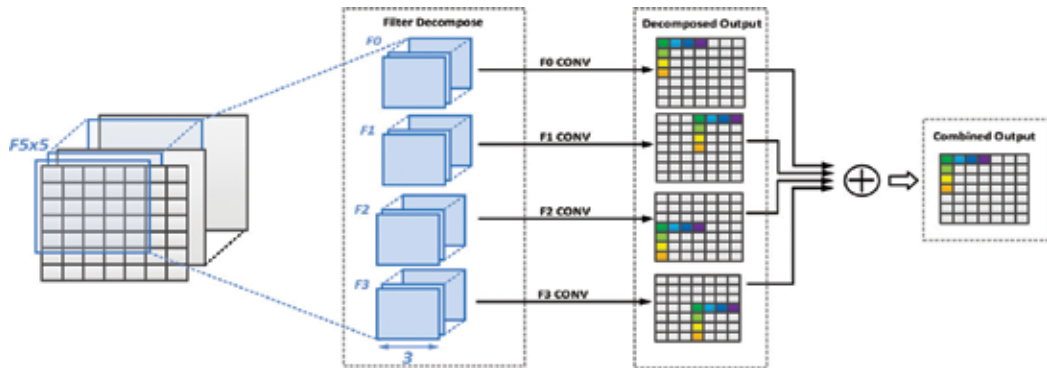 Filter Decompose
Decomposed Output
F0
F0 CONV
F5x5
F1
F1 CONV
Combined Output
F2
F2 CONV
F3
F3 CONV
3